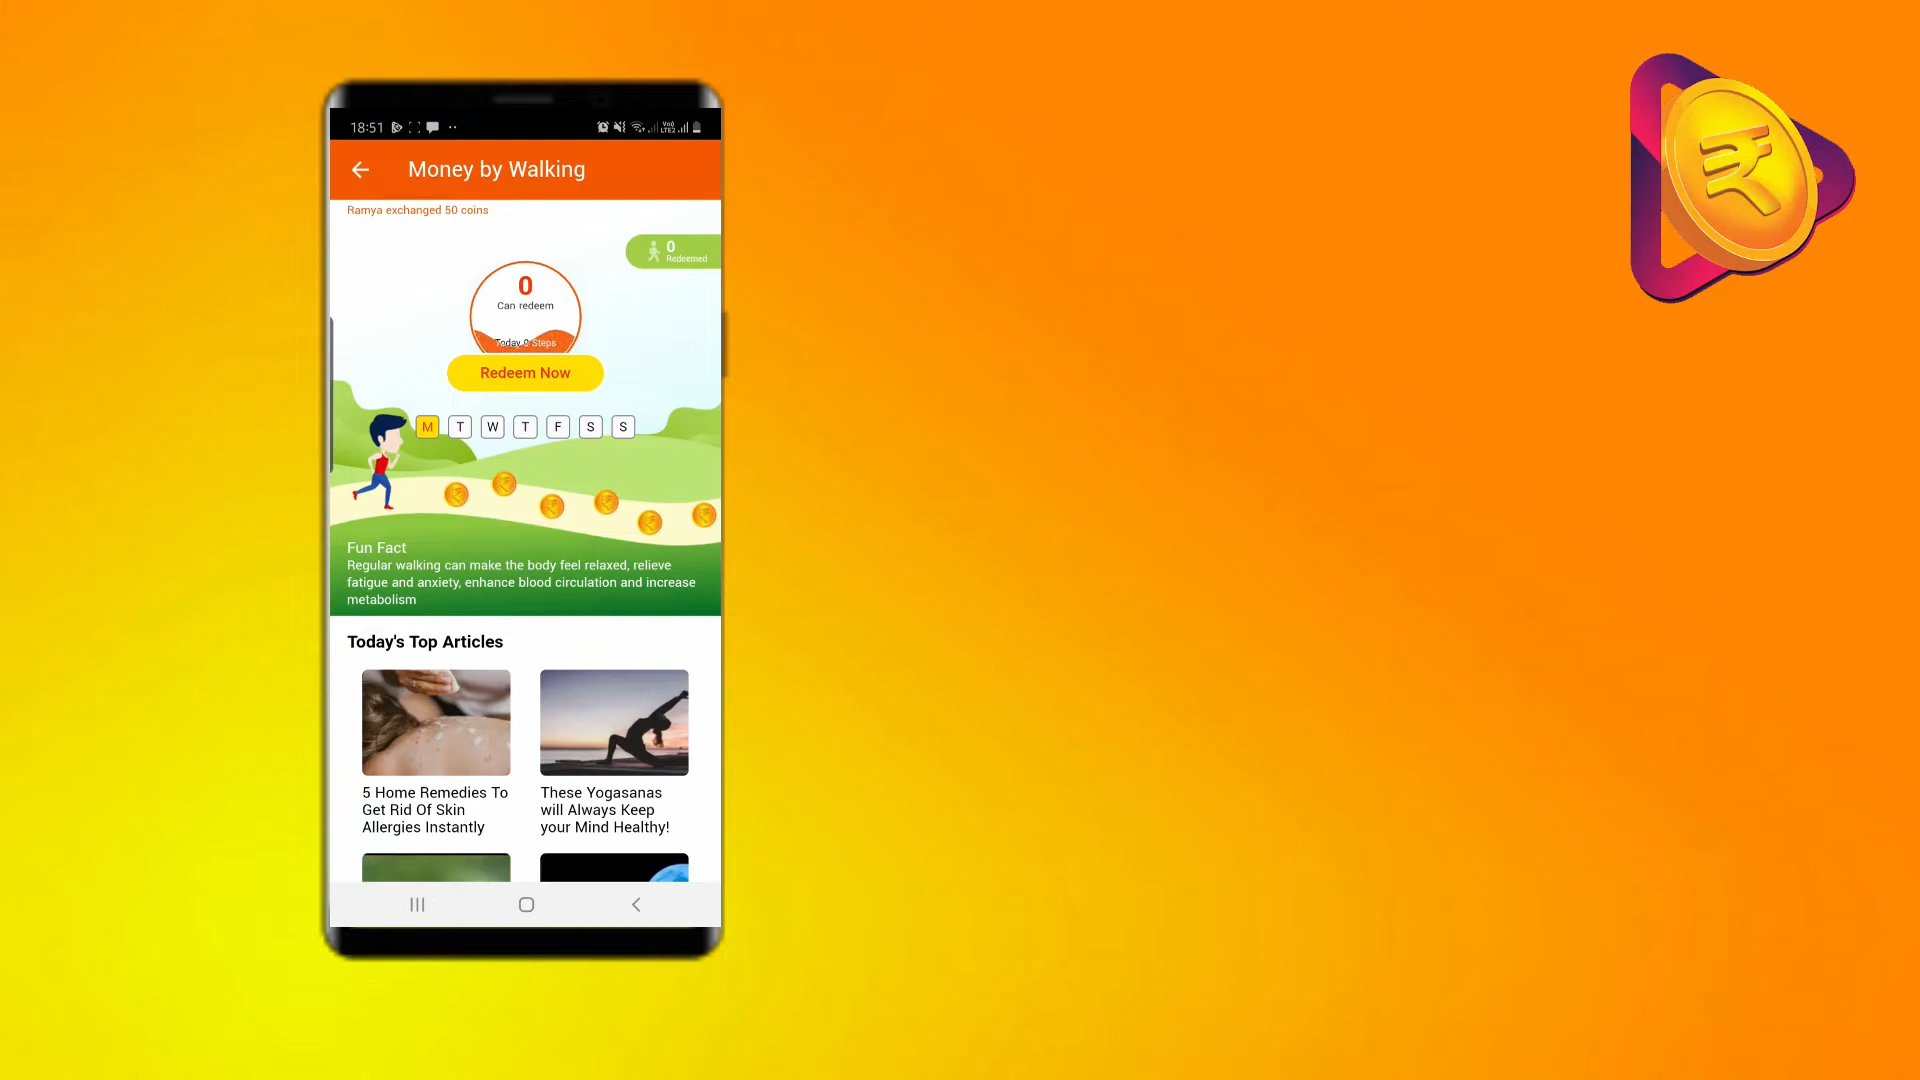 18:51
Vo)
LTE2
Money by Walking
Ramya exchanged 50 coins
0
Redeemed
0
Can redeem
Today 0 Steps
Redeem Now
M T W T F S S
Fun Fact
Regular walking can make the body feel relaxed, relieve
fatigue and anxiety, enhance blood circulation and increase
metabolism
Today's Top Articles
5 Home Remedies To
Get Rid Of Skin
Allergies Instantly
These Yogasanas
will Always Keep
your Mind Healthy!